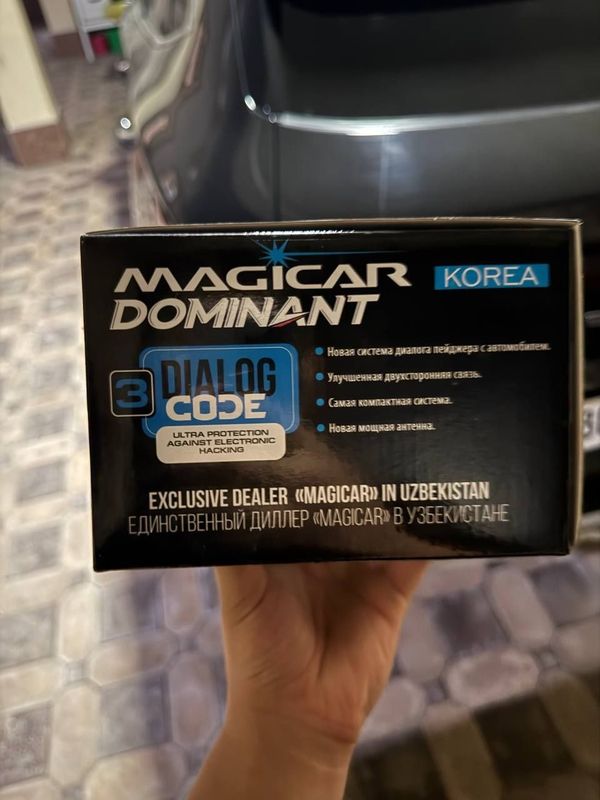 MAGICAR KOREA
DOMINANT
3 DIALOG
CODE
ULTRA PROTECTION
AGAINST ELECTRONIC
HACKING
Новая система диалога пейджера с автомобилем.
Улучшенная двухсторонняя связь.
Самая компактная система.
Новая мощная антенна.
EXCLUSIVE DEALER «MAGICAR» IN UZBEKISTAN
ЕДИНСТВЕННЫЙ ДИЛЛЕР «MAGICAR» В УЗБЕКИСТАНЕ